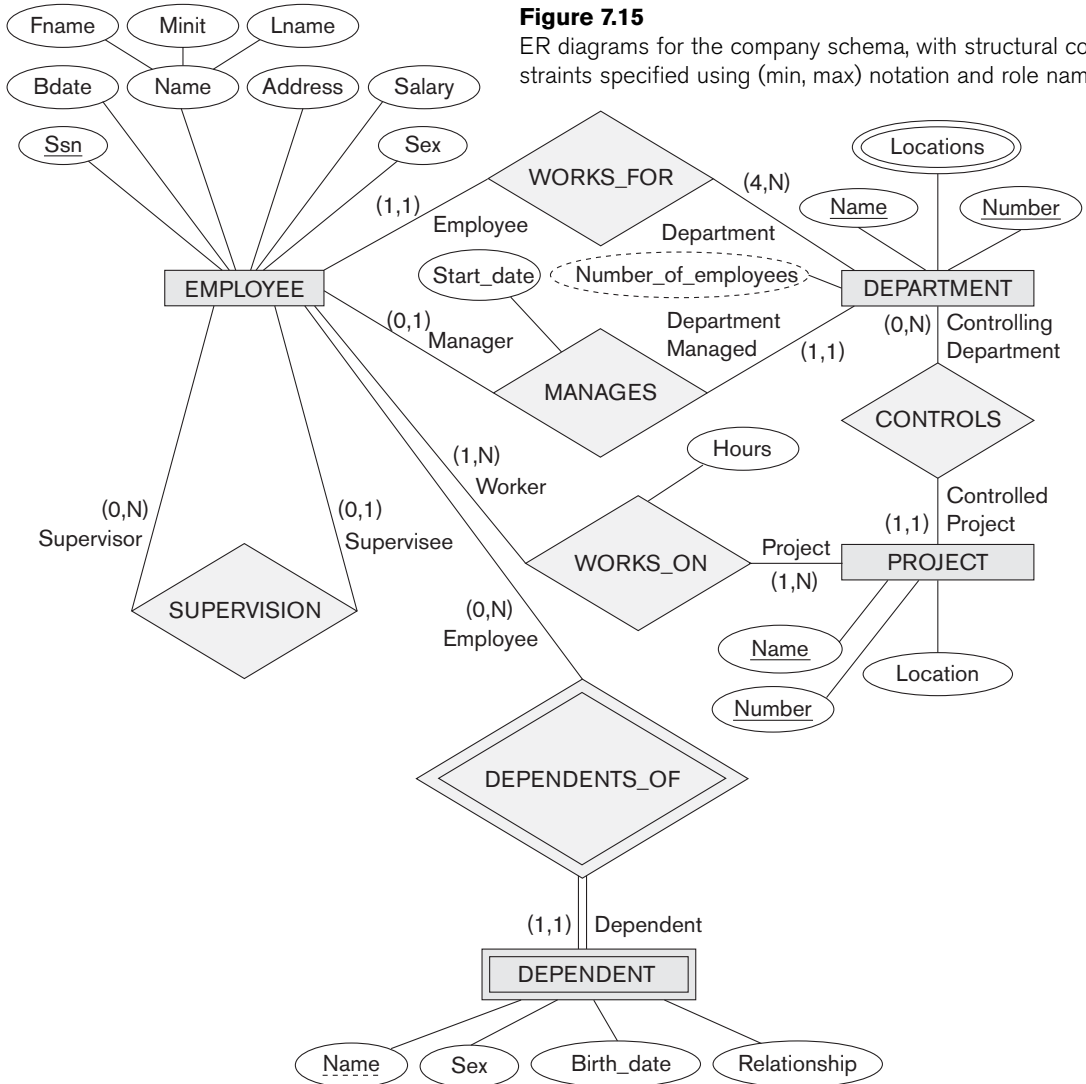 Figure 7.15
ER diagrams for the company schema, with structural co
straints specified using (min, max) notation and role nam
Fname
Minit
Lname
Bdate
Name
Address
Salary
Ssn
Sex
WORKS_FOR
Locations
Name
Number
(1,1)
Employee
(4,N)
Department
Start_date
Number_of_employees
EMPLOYEE
DEPARTMENT
(0,1)
Manager
MANAGES
Department
Managed
(1,1)
(0,N)
Controlling
Department
CONTROLS
Hours
(1,N)
Worker
(0,N)
Supervisor
(0,1)
Supervisee
SUPERVISION
WORKS_ON
Project
(1,N)
Controlled
Project
(1,1)
PROJECT
Name
Number
Location
(0,N)
Employee
DEPENDENTS_OF
(1,1)
Dependent
DEPENDENT
Name
Sex
Birth_date
Relationship